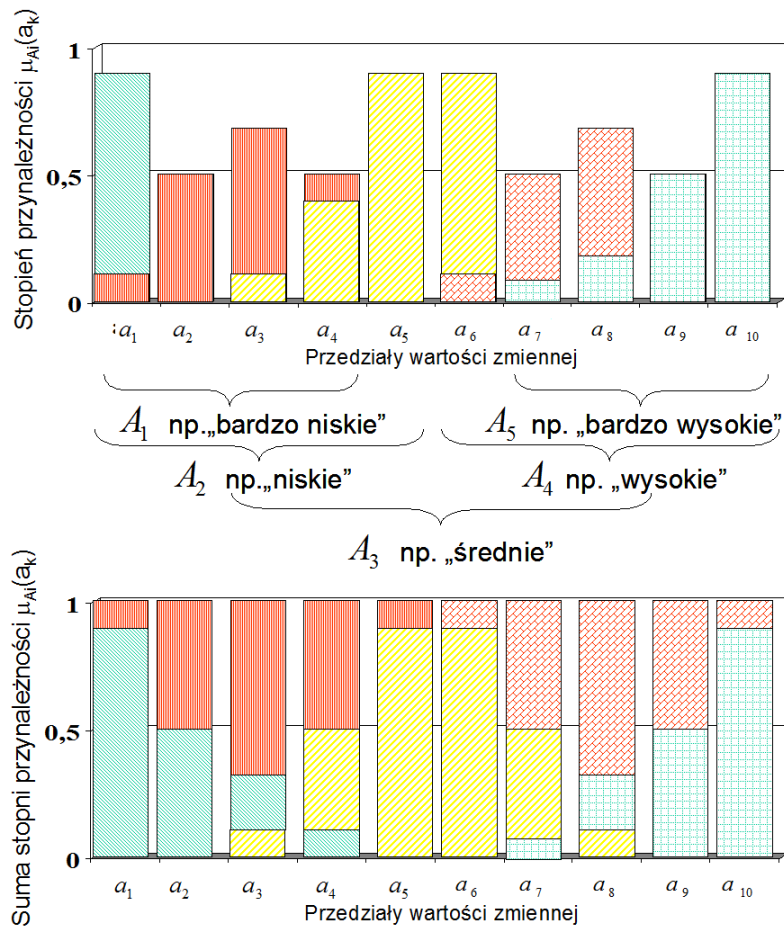 Stopień przynależności μAi(ak)
1
0,5
0
a1 a2 a3 a4 a5 a6 a7 a8 a9 a10
Przedziały wartości zmiennej
A1 np.„bardzo niskie”
A5 np. „bardzo wysokie”
A2 np.„niskie”
A4 np. „wysokie”
A3 np. „średnie”
Suma stopni przynależności μAi(ak)
1
0,5
0
a1 a2 a3 a4 a5 a6 a7 a8 a9 a10
Przedziały wartości zmiennej